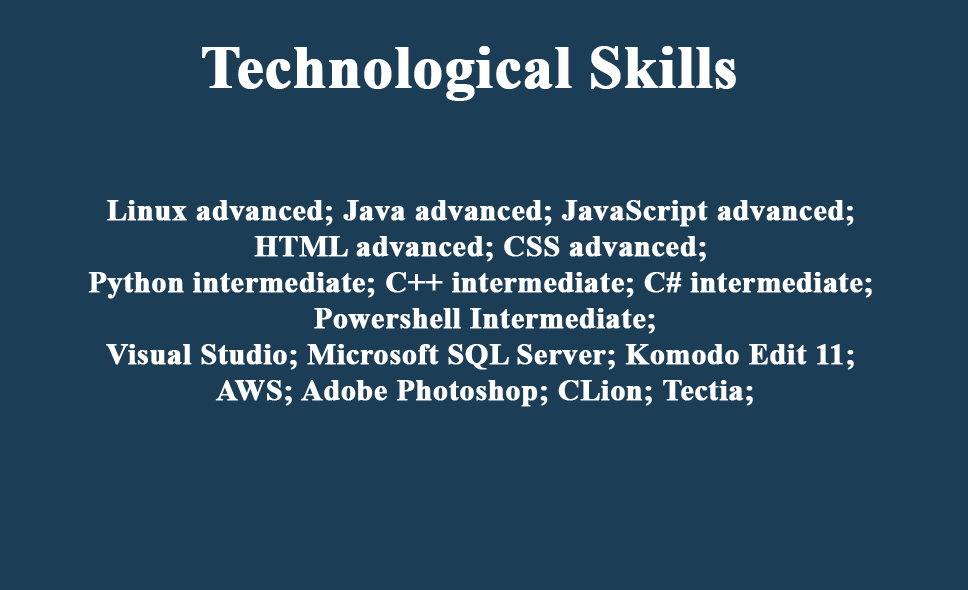 Technological Skills
Linux advanced; Java advanced; JavaScript advanced;
HTML advanced; CSS advanced;
Python intermediate; C++ intermediate; C# intermediate;
Powershell Intermediate;
Visual Studio; Microsoft SQL Server; Komodo Edit 11;
AWS; Adobe Photoshop; CLion; Tectia;